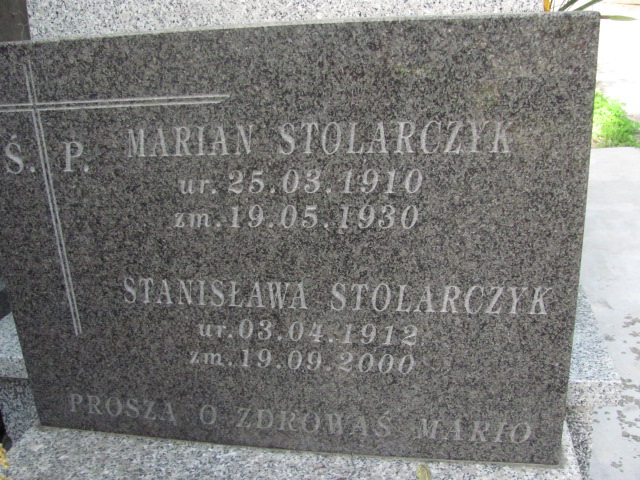 Ś. P. MARIAN STOLARCZYK
ur. 25.03.1910
zm. 19.05.1930
STANISŁAWA STOLARCZYK
ur. 03.04.1912
zm. 19.09.2000
PROSZĄ O ZDROWAŚ MARIO